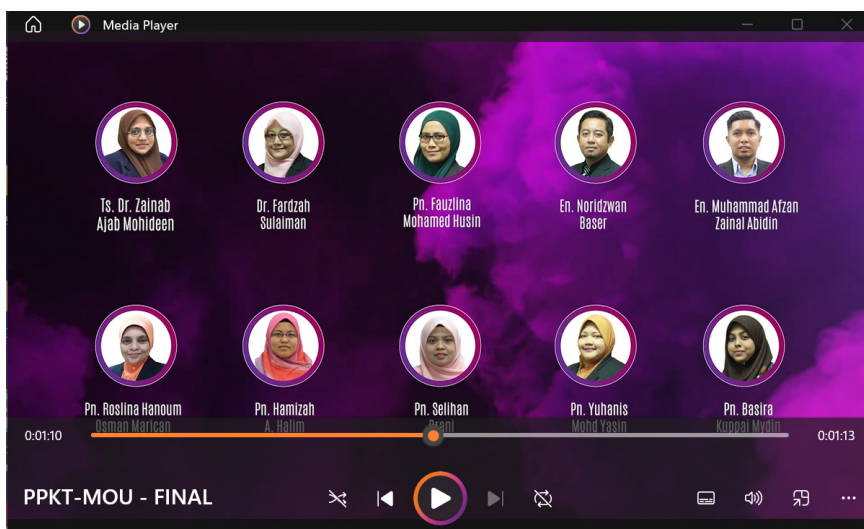 Media Player
Ts. Dr. Zainab
Ajab Mohideen
Dr. Fardzah
Sulaiman
Pn. Fauzlina
Mohamed Husin
En. Noridzwan
Baser
En. Muhammad Afzan
Zainal Abidin
Pn. Roslina Hanoum
Osman Marican
Pn. Hamizah
A. Halim
Pn. Selihan
Brani
Pn. Yuhanis
Mohd Yasin
Pn. Basira
Kuppai Mydin
0:01:10
0:01:13
PPKT-MOU - FINAL